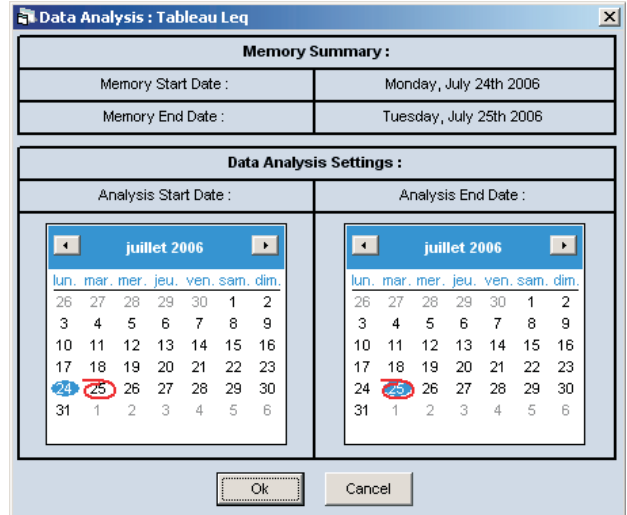 Data Analysis : Tableau Leq
Memory Summary :
Memory Start Date : Monday, July 24th 2006
Memory End Date : Tuesday, July 25th 2006
Data Analysis Settings :
Analysis Start Date : Analysis End Date :
juillet 2006 juillet 2006
lun. mar. mer. jeu. ven. sam. dim. lun. mar. mer. jeu. ven. sam. dim.
26 27 28 29 30 1 2 26 27 28 29 30 1 2
3 4 5 6 7 8 9 3 4 5 6 7 8 9
10 11 12 13 14 15 16 10 11 12 13 14 15 16
17 18 19 20 21 22 23 17 18 19 20 21 22 23
24 25 26 27 28 29 30 24 25 26 27 28 29 30
31 1 2 3 4 5 6 31 1 2 3 4 5 6
Ok Cancel